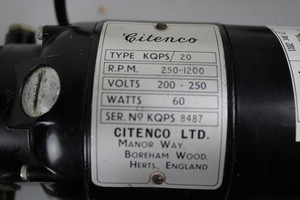 Citenco
TYPE KQPS/20
R.P.M. 250-1200
VOLTS 200-250
WATTS 60
SER. Nº KQPS 8487
CITENCO LTD.
MANOR WAY,
BOREHAM WOOD,
HERTS, ENGLAND